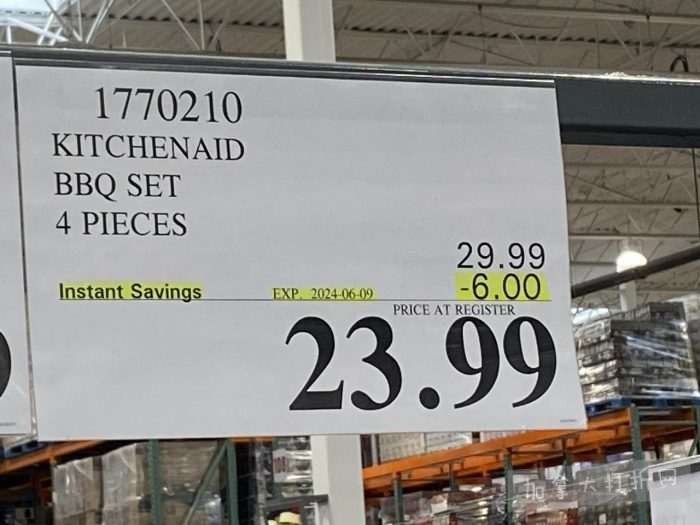 1770210
KITCHENAID
BBQ SET
4 PIECES
29.99
Instant Savings EXP. 2024-06-09 -6.00
PRICE AT REGISTER
23.99
加拿大打折网